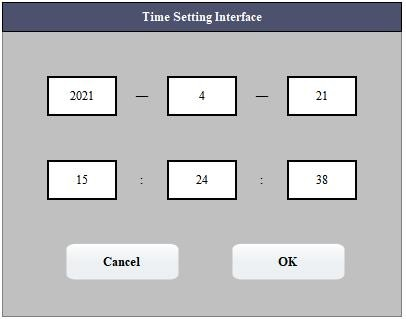 Time Setting Interface
2021 — 4 — 21
15 : 24 : 38
Cancel OK